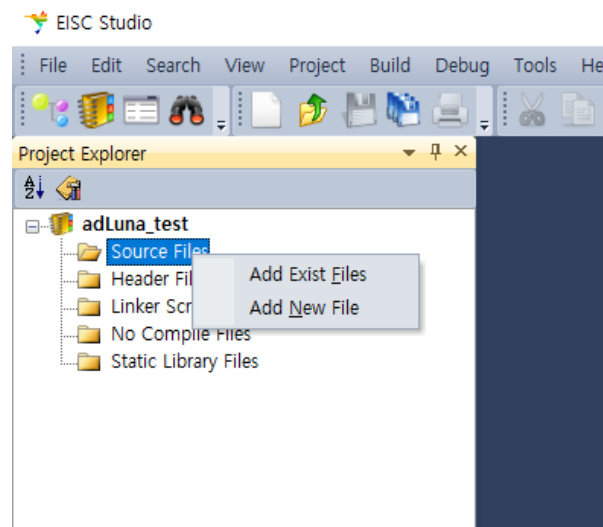 EISC Studio
File Edit Search View Project Build Debug Tools He
Project Explorer
adLuna_test
Source Files
Header Fil
Add Exist Files
Linker Scr
Add New File
No Compile Files
Static Library Files